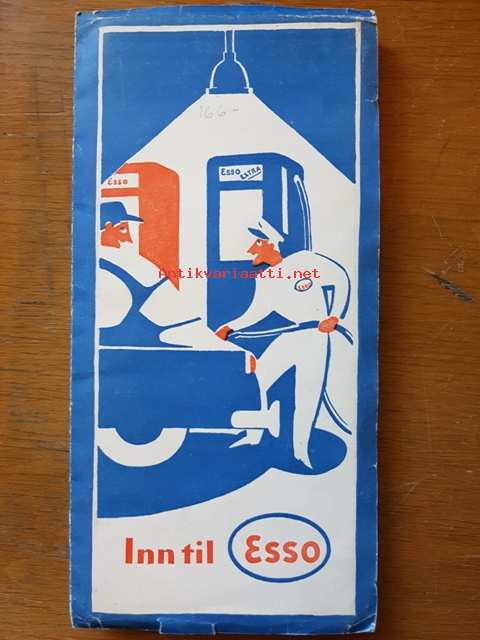 166-
Esso
Esso
EXTRA
Antikvariaatti.net
Esso
Inn til Esso